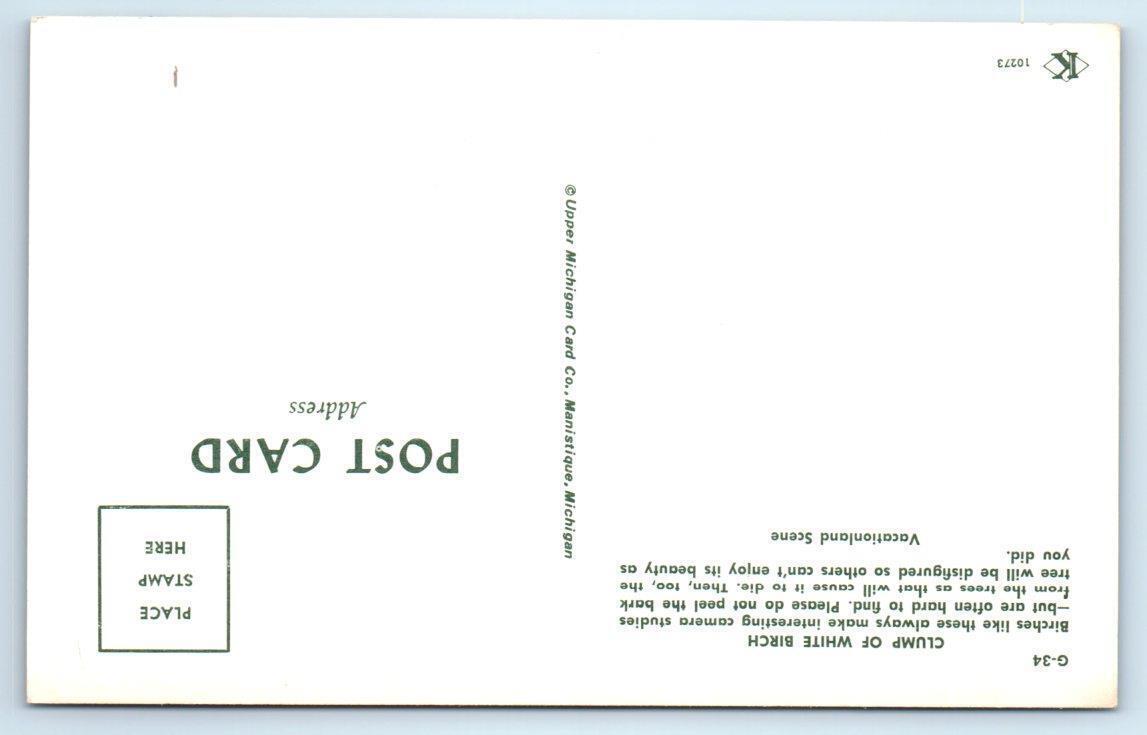 G-34
CLUMP OF WHITE BIRCH
Birches like these always make interesting camera studies
—but are often hard to find. Please do not peel the bark
from the trees as that will cause it to die. Then, too, the
tree will be disfigured so others can't enjoy its beauty as
you did.
Vacationland Scene
PLACE
STAMP
HERE
POST CARD
Address
© Upper Michigan Card Co., Manistique, Michigan
K
10273